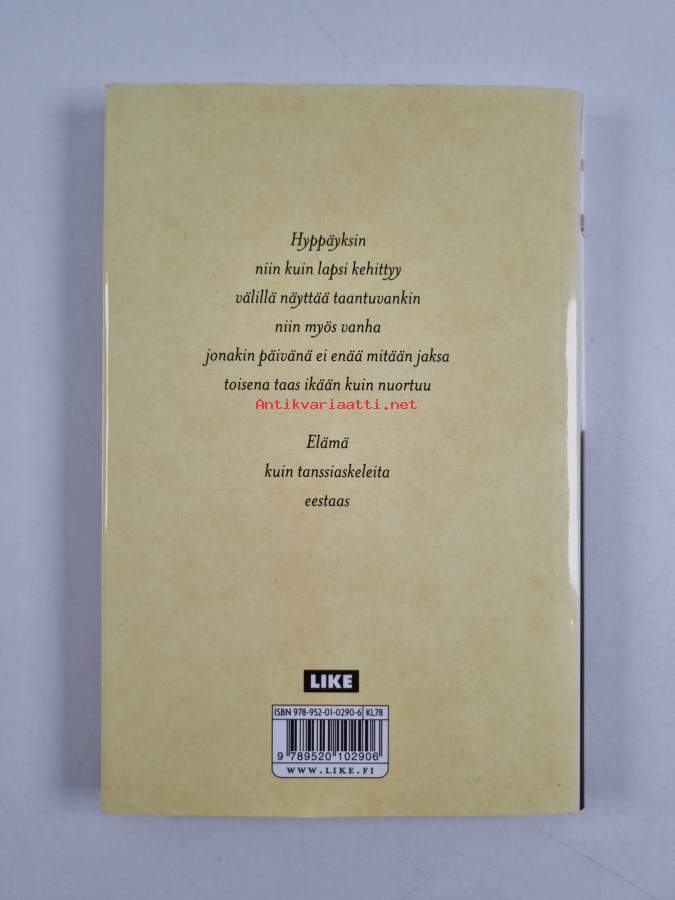 Hyppäyksin
niin kuin lapsi kehittyy
välillä näyttää taantuvankin
niin myös vanha
jonakin päivänä ei enää mitään jaksa
toisena taas ikään kuin nuortuu
Antikvariaatti.net
Elämä
kuin tanssiaskeleita
eestaas
LIKE
ISBN 978-952-01-0290-6 KL78
9 789520 102906
WWW.LIKE.FI